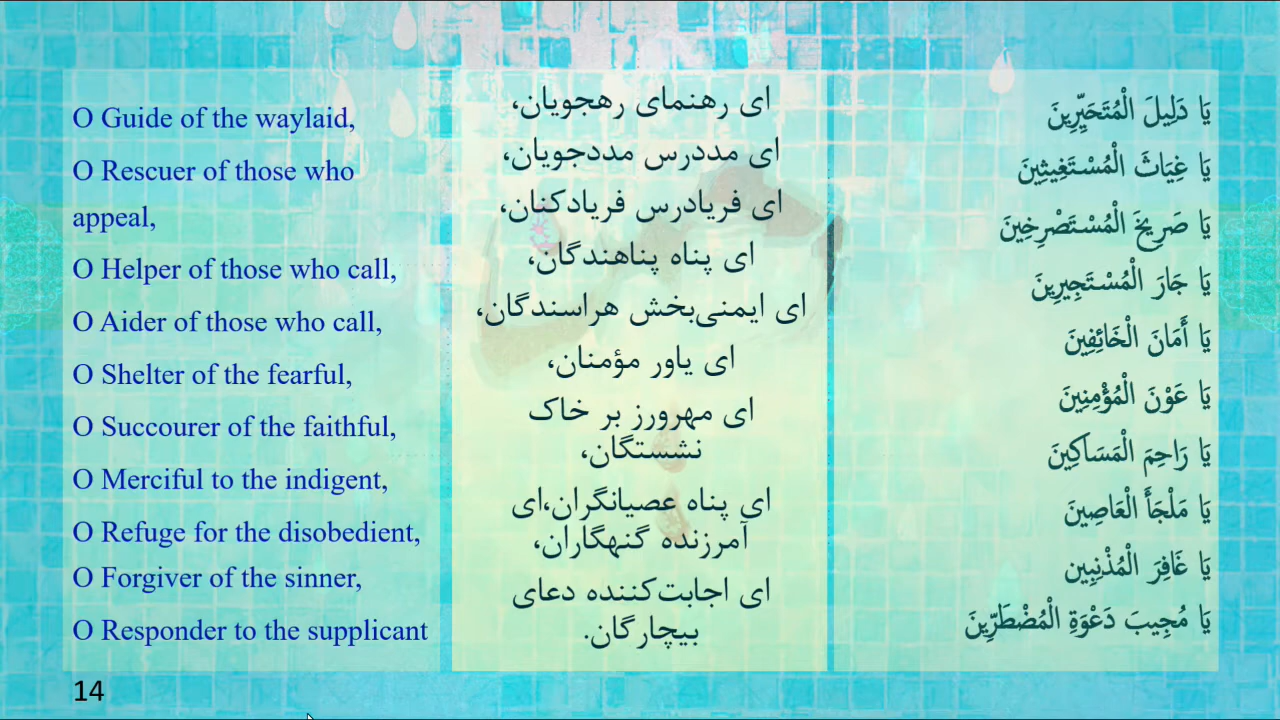 O Guide of the waylaid,
O Rescuer of those who
appeal,
O Helper of those who call,
O Aider of those who call,
O Shelter of the fearful,
O Succourer of the faithful,
O Merciful to the indigent,
O Refuge for the disobedient,
O Forgiver of the sinner,
O Responder to the supplicant
ای رهنمای رهجویان،
ای مددرس مددجویان،
ای فریادرس فریادکنان،
ای پناه پناهندگان،
ای ایمنی‌بخش هراسندگان،
ای یاور مؤمنان،
ای مهرورز بر خاک
نشستگان،
ای پناه عصیانگران،ای
آمرزنده گنهگاران،
ای اجابت‌کننده دعای
بیچارگان.
يَا دَلِيلَ الْمُتَحَيِّرِينَ
يَا غِيَاثَ الْمُسْتَغِيثِينَ
يَا صَرِيخَ الْمُسْتَصْرِخِينَ
يَا جَارَ الْمُسْتَجِيرِينَ
يَا أَمَانَ الْخَائِفِينَ
يَا عَوْنَ الْمُؤْمِنِينَ
يَا رَاحِمَ الْمَسَاكِينَ
يَا مَلْجَأَ الْعَاصِينَ
يَا غَافِرَ الْمُذْنِبِين
يَا مُجِيبَ دَعْوَةِ الْمُضْطَرِّينَ
14